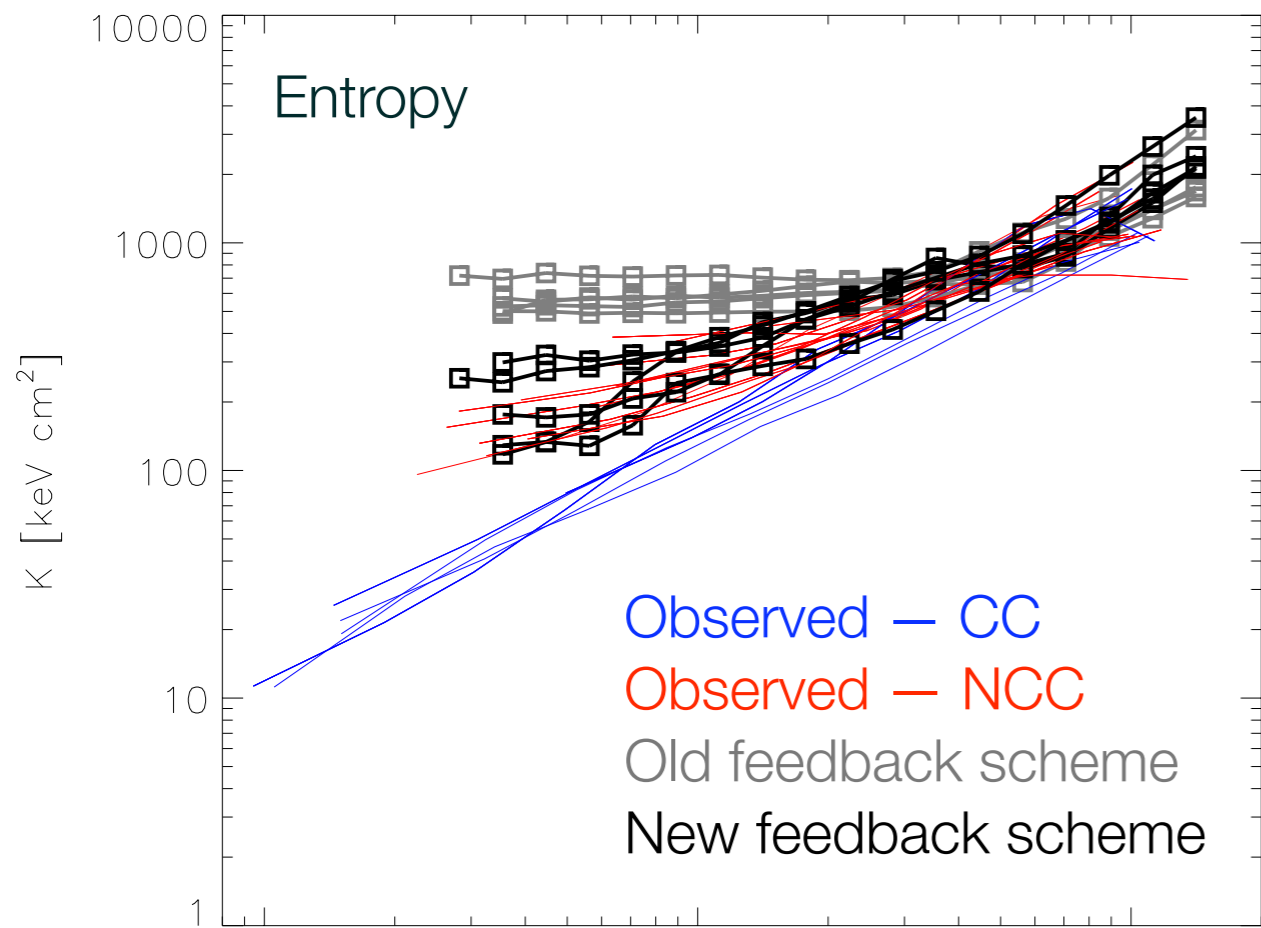 10000
Entropy
1000
K [keV cm²]
100
Observed — CC
10
Observed — NCC
Old feedback scheme
New feedback scheme
1